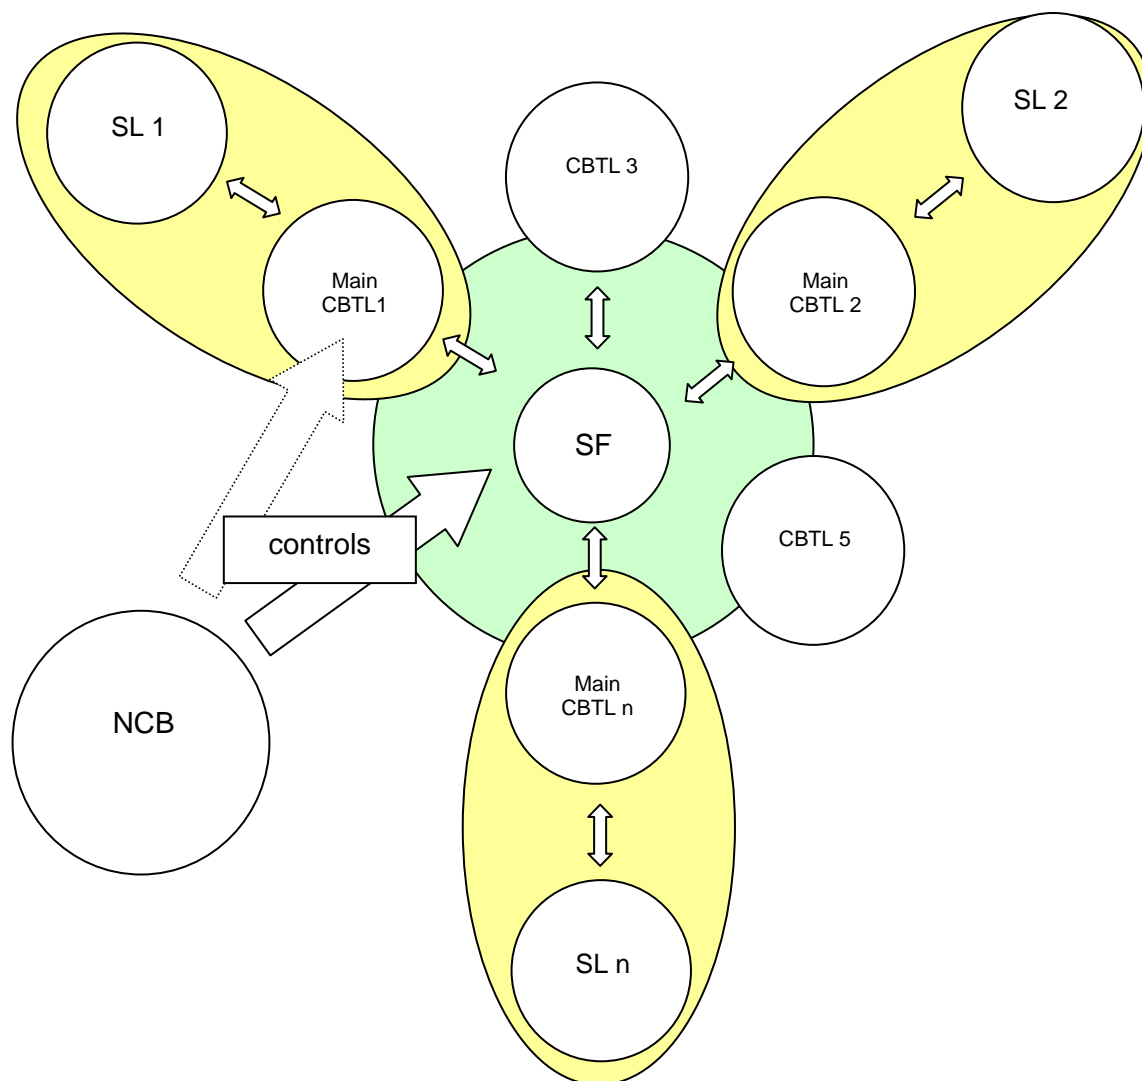 SL 1
SL 2
CBTL 3
Main
CBTL1
Main
CBTL 2
SF
controls
CBTL 5
Main
CBTL n
NCB
SL n